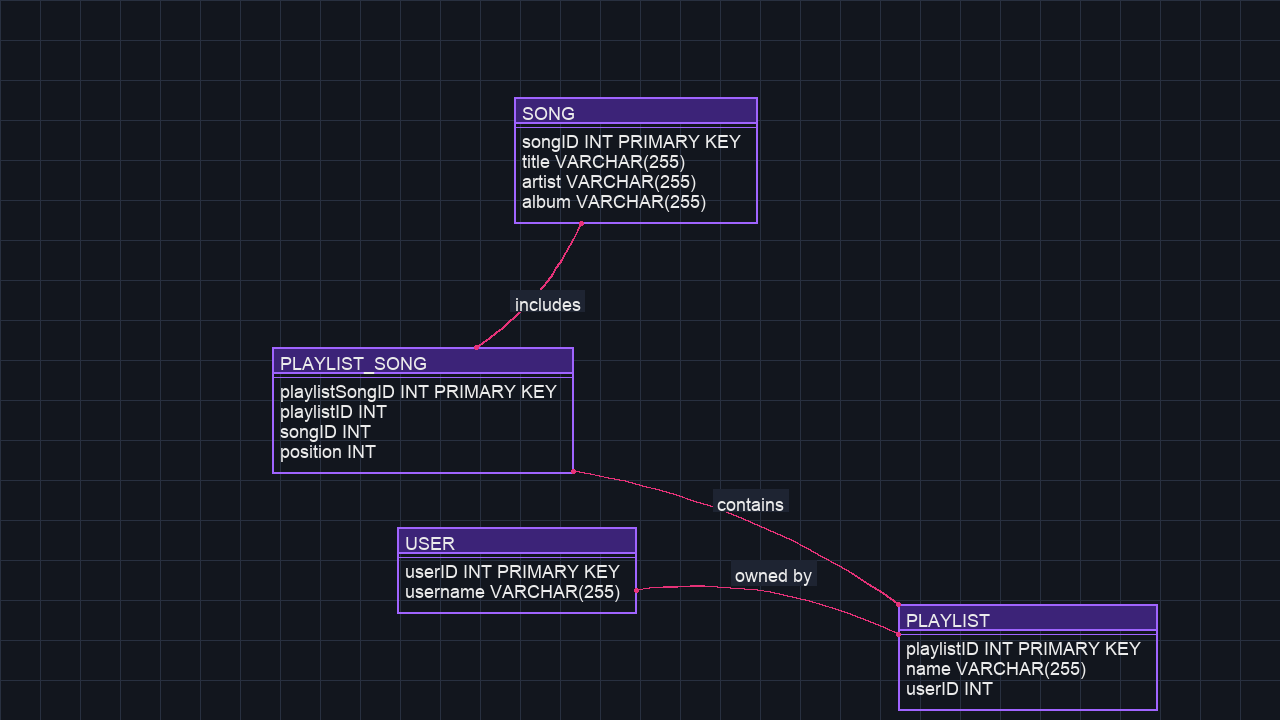 SONG
songID INT PRIMARY KEY
title VARCHAR(255)
artist VARCHAR(255)
album VARCHAR(255)
includes
PLAYLIST_SONG
playlistSongID INT PRIMARY KEY
playlistID INT
songID INT
position INT
contains
USER
userID INT PRIMARY KEY
username VARCHAR(255)
owned by
PLAYLIST
playlistID INT PRIMARY KEY
name VARCHAR(255)
userID INT